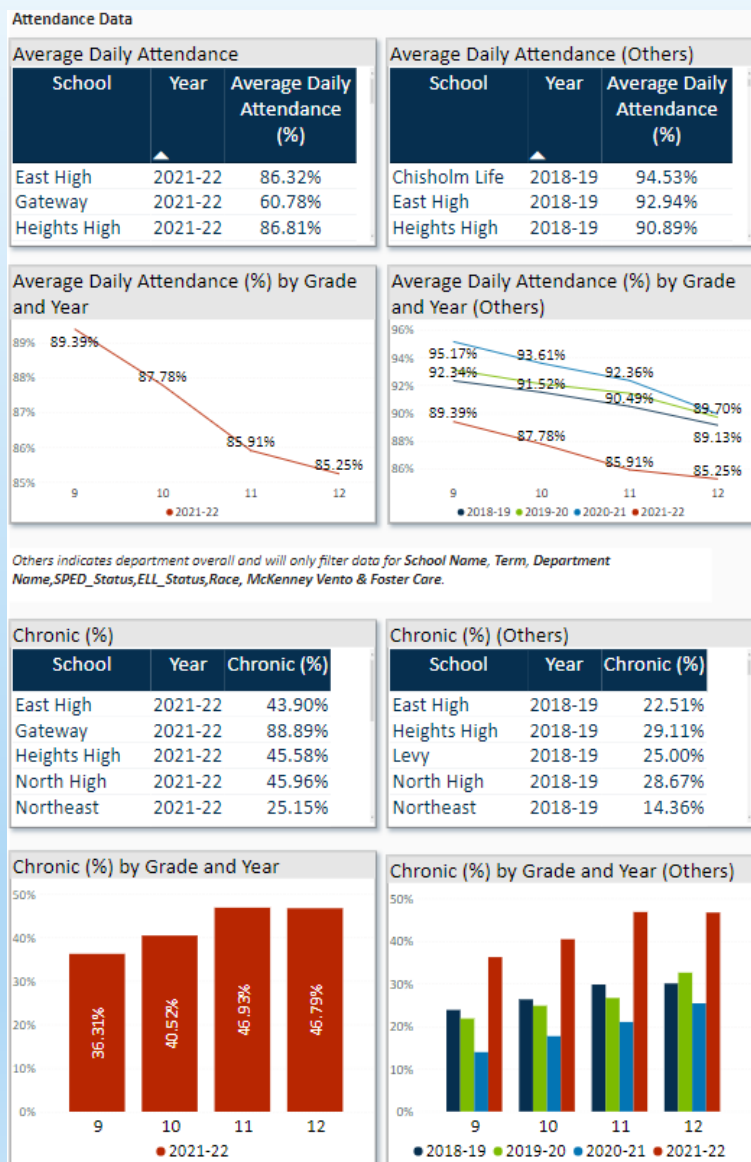 Attendance Data
Average Daily Attendance
School Year Average Daily
Attendance
(%)
East High 2021-22 86.32%
Gateway 2021-22 60.78%
Heights High 2021-22 86.81%
Average Daily Attendance (Others)
School Year Average Daily
Attendance
(%)
Chisholm Life 2018-19 94.53%
East High 2018-19 92.94%
Heights High 2018-19 90.89%
Average Daily Attendance (%) by Grade
and Year
89%
88%
87%
86%
85%
89.39%
87.78%
85.91%
85.25%
9 10 11 12
2021-22
Average Daily Attendance (%) by Grade
and Year (Others)
96%
94%
92%
90%
88%
86%
95.17% 93.61% 92.36% 89.70%
92.34% 91.52% 90.49% 89.13%
89.39% 87.78% 85.91% 85.25%
9 10 11 12
2018-19 2019-20 2020-21 2021-22
Others indicates department overall and will only filter data for School Name, Term, Department
Name,SPED_Status,ELL_Status,Race, McKenney Vento & Foster Care.
Chronic (%)
School Year Chronic (%)
East High 2021-22 43.90%
Gateway 2021-22 88.89%
Heights High 2021-22 45.58%
North High 2021-22 45.96%
Northeast 2021-22 25.15%
Chronic (%) (Others)
School Year Chronic (%)
East High 2018-19 22.51%
Heights High 2018-19 29.11%
Levy 2018-19 25.00%
North High 2018-19 28.67%
Northeast 2018-19 14.36%
Chronic (%) by Grade and Year
50%
40%
30%
20%
10%
0%
36.31% 40.52% 46.93% 46.79%
9 10 11 12
2021-22
Chronic (%) by Grade and Year (Others)
50%
40%
30%
20%
10%
0%
9 10 11 12
2018-19 2019-20 2020-21 2021-22